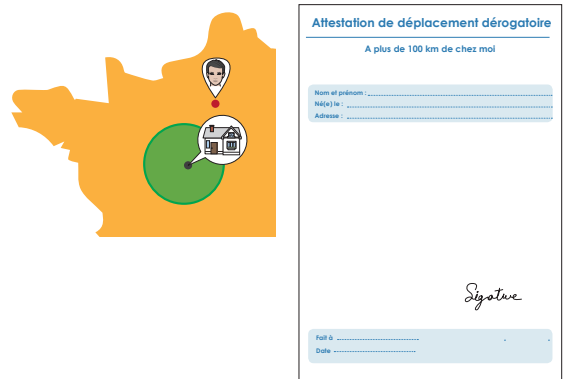 Attestation de déplacement dérogatoire
A plus de 100 km de chez moi
Nom et prénom :
Né(e) le :
Adresse :
Sigatue
Fait à
Date